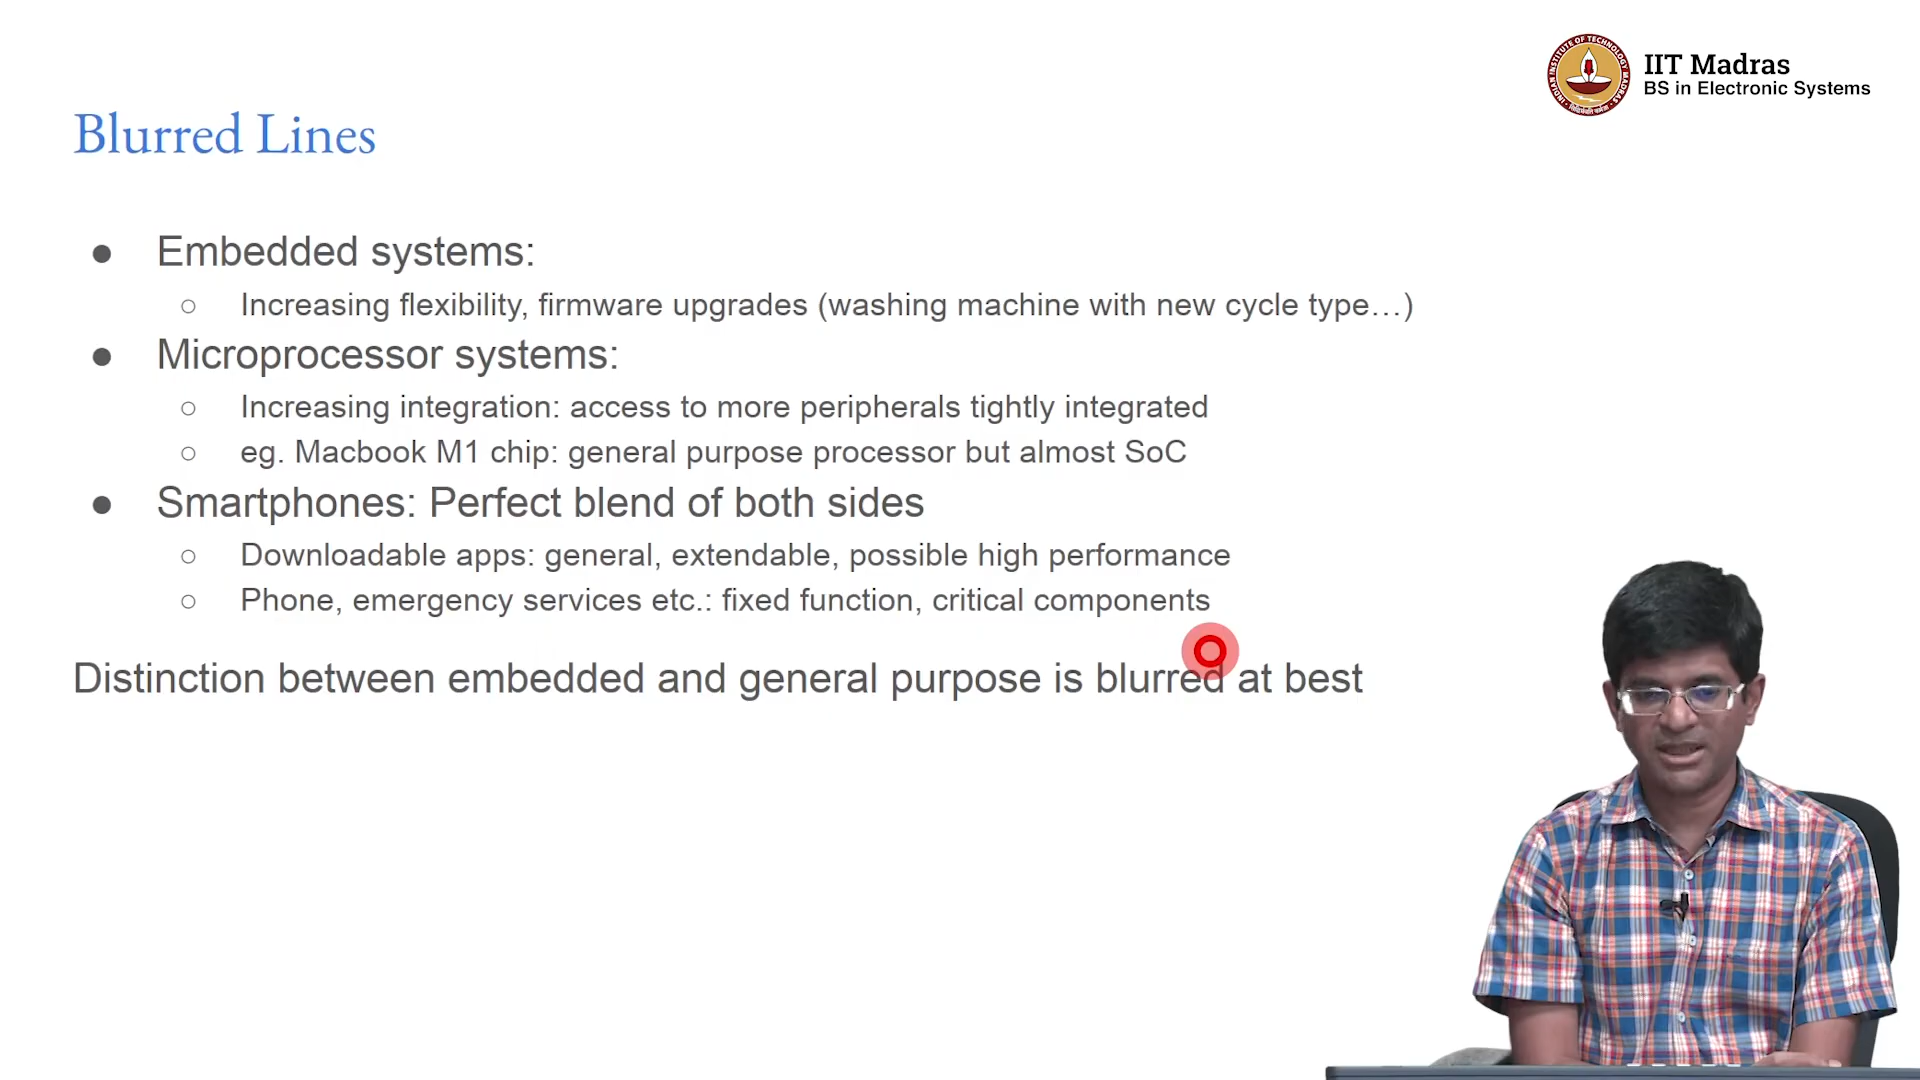 IIT Madras
BS in Electronic Systems
Blurred Lines
● Embedded systems:
○ Increasing flexibility, firmware upgrades (washing machine with new cycle type…)
● Microprocessor systems:
○ Increasing integration: access to more peripherals tightly integrated
○ eg. Macbook M1 chip: general purpose processor but almost SoC
● Smartphones: Perfect blend of both sides
○ Downloadable apps: general, extendable, possible high performance
○ Phone, emergency services etc.: fixed function, critical components
Distinction between embedded and general purpose is blurred at best